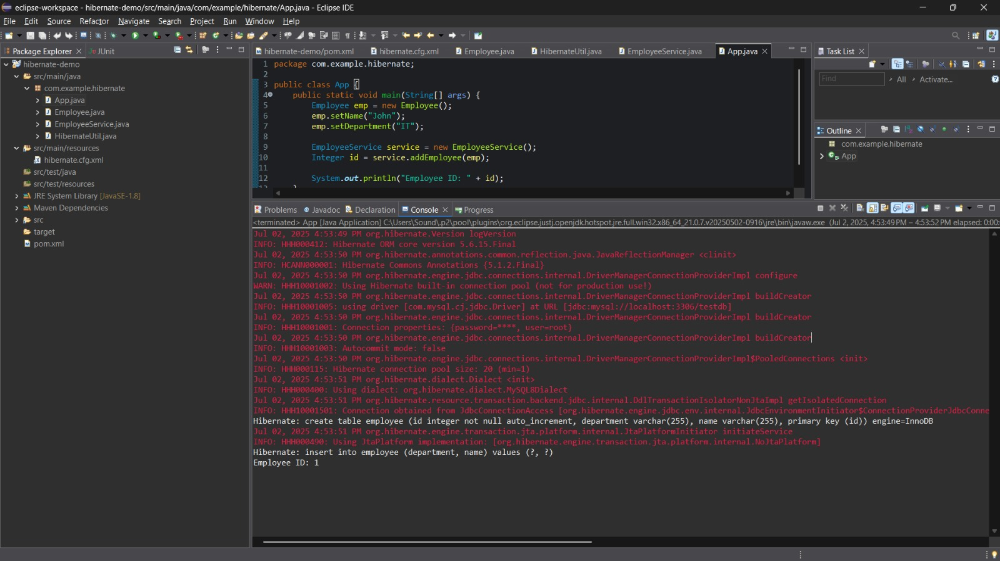 eclipse-workspace - hibernate-demo/src/main/java/com/example/hibernate/App.java - Eclipse IDE
File Edit Source Refactor Navigate Search Project Run Window Help
Package Explorer JUnit
hibernate-demo
src/main/java
com.example.hibernate
App.java
Employee.java
EmployeeService.java
HibernateUtil.java
src/main/resources
hibernate.cfg.xml
src/test/java
src/test/resources
JRE System Library [JavaSE-1.8]
Maven Dependencies
src
target
pom.xml
hibernate-demo/pom.xml hibernate.cfg.xml Employee.java HibernateUtil.java EmployeeService.java App.java
1 package com.example.hibernate;
2
3 public class App {
4 public static void main(String[] args) {
5 Employee emp = new Employee();
6 emp.setName("John");
7 emp.setDepartment("IT");
8
9 EmployeeService service = new EmployeeService();
10 Integer id = service.addEmployee(emp);
11
12 System.out.println("Employee ID: " + id);
Task List
Find All Activate...
Outline
com.example.hibernate
App
Problems Javadoc Declaration Console Progress
<terminated> App [Java Application] C:\Users\Sound\.p2\pool\plugins\org.eclipse.justj.openjdk.hotspot.jre.full.win32.x86_64_21.0.7.v20250502-0916\jre\bin\javaw.exe (Jul 2, 2025, 4:53:49 PM – 4:53:52 PM elapsed: 0:00:
Jul 02, 2025 4:53:49 PM org.hibernate.Version logVersion
INFO: HHH000412: Hibernate ORM core version 5.6.15.Final
Jul 02, 2025 4:53:50 PM org.hibernate.annotations.common.reflection.java.JavaReflectionManager <clinit>
INFO: HCANN000001: Hibernate Commons Annotations {5.1.2.Final}
Jul 02, 2025 4:53:50 PM org.hibernate.engine.jdbc.connections.internal.DriverManagerConnectionProviderImpl configure
WARN: HHH10001002: Using Hibernate built-in connection pool (not for production use!)
Jul 02, 2025 4:53:50 PM org.hibernate.engine.jdbc.connections.internal.DriverManagerConnectionProviderImpl buildCreator
INFO: HHH10001005: using driver [com.mysql.cj.jdbc.Driver] at URL [jdbc:mysql://localhost:3306/testdb]
Jul 02, 2025 4:53:50 PM org.hibernate.engine.jdbc.connections.internal.DriverManagerConnectionProviderImpl buildCreator
INFO: HHH10001001: Connection properties: {password=****, user=root}
Jul 02, 2025 4:53:50 PM org.hibernate.engine.jdbc.connections.internal.DriverManagerConnectionProviderImpl buildCreator
INFO: HHH10001003: Autocommit mode: false
Jul 02, 2025 4:53:50 PM org.hibernate.engine.jdbc.connections.internal.DriverManagerConnectionProviderImpl$PooledConnections <init>
INFO: HHH000115: Hibernate connection pool size: 20 (min=1)
Jul 02, 2025 4:53:51 PM org.hibernate.dialect.Dialect <init>
INFO: HHH000400: Using dialect: org.hibernate.dialect.MySQL8Dialect
Jul 02, 2025 4:53:51 PM org.hibernate.resource.transaction.backend.jdbc.internal.DdlTransactionIsolatorNonJtaImpl getIsolatedConnection
INFO: HHH10001501: Connection obtained from JdbcConnectionAccess [org.hibernate.engine.jdbc.env.internal.JdbcEnvironmentInitiator$ConnectionProviderJdbcConne
Hibernate: create table employee (id integer not null auto_increment, department varchar(255), name varchar(255), primary key (id)) engine=InnoDB
Jul 02, 2025 4:53:51 PM org.hibernate.engine.transaction.jta.platform.internal.JtaPlatformInitiator initiateService
INFO: HHH000490: Using JtaPlatform implementation: [org.hibernate.engine.transaction.jta.platform.internal.NoJtaPlatform]
Hibernate: insert into employee (department, name) values (?, ?)
Employee ID: 1